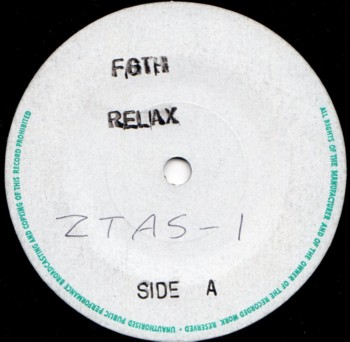 FGTH
RELAX
ZTAS-1
SIDE A
ALL RIGHTS OF THE MANUFACTURER AND OF THE OWNER OF THE RECORDED WORK RESERVED · UNAUTHORISED PUBLIC PERFORMANCE BROADCASTING AND COPYING OF THIS RECORD PROHIBITED